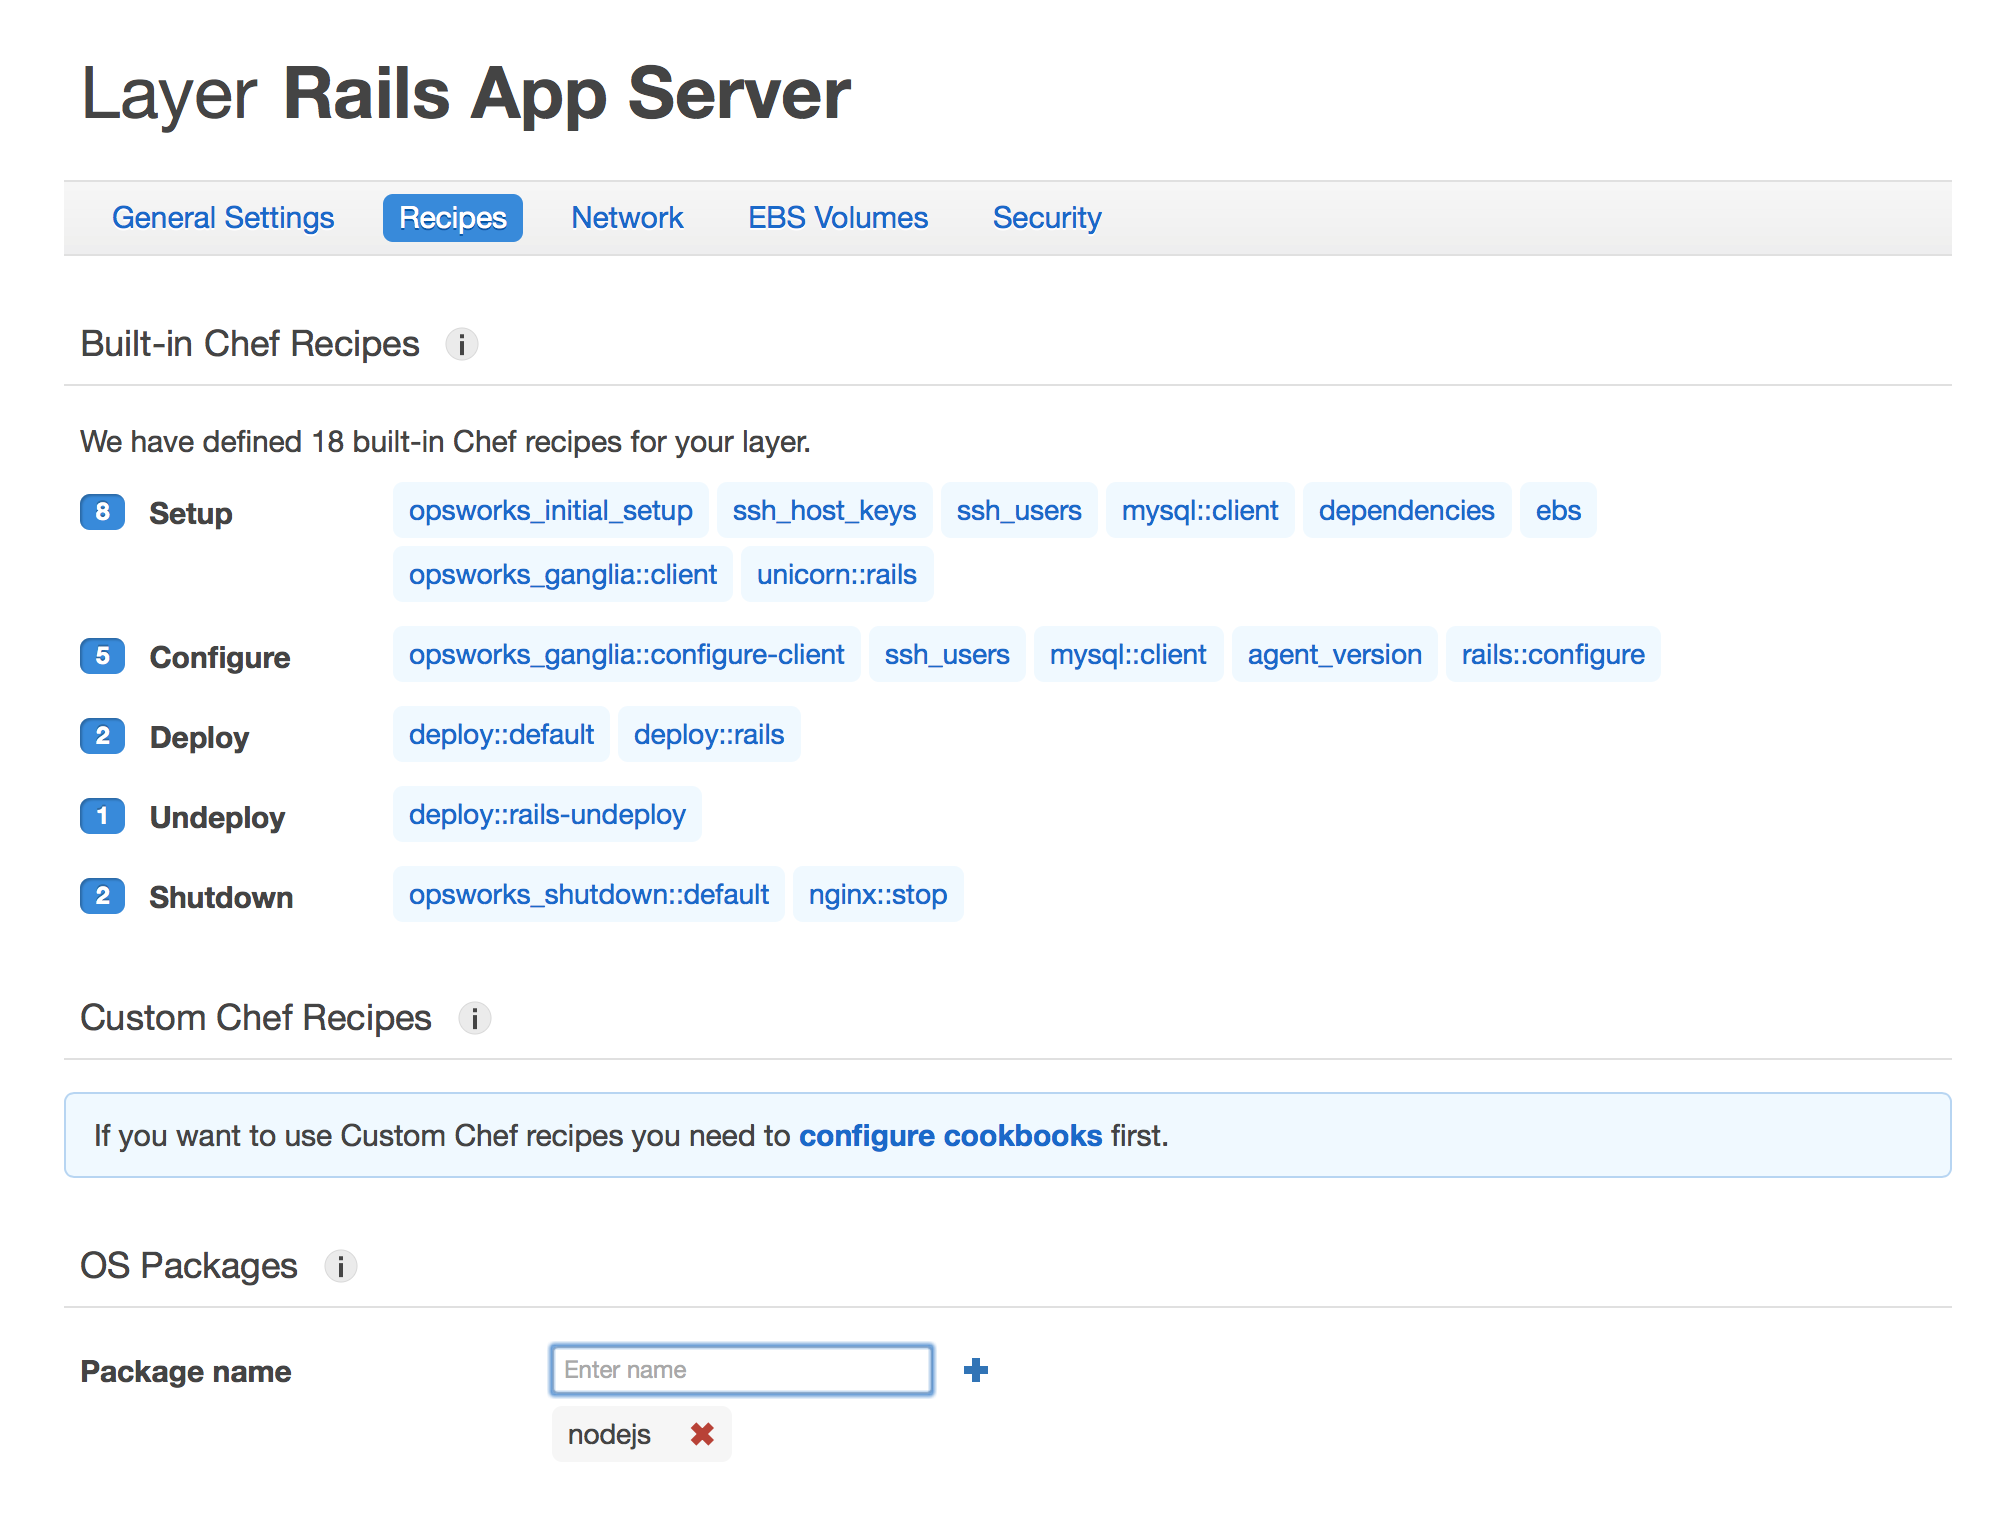 Layer Rails App Server
General Settings Recipes Network EBS Volumes Security
Built-in Chef Recipes i
We have defined 18 built-in Chef recipes for your layer.
8 Setup opsworks_initial_setup ssh_host_keys ssh_users mysql::client dependencies ebs
opsworks_ganglia::client unicorn::rails
5 Configure opsworks_ganglia::configure-client ssh_users mysql::client agent_version rails::configure
2 Deploy deploy::default deploy::rails
1 Undeploy deploy::rails-undeploy
2 Shutdown opsworks_shutdown::default nginx::stop
Custom Chef Recipes i
If you want to use Custom Chef recipes you need to configure cookbooks first.
OS Packages i
Package name Enter name
nodejs